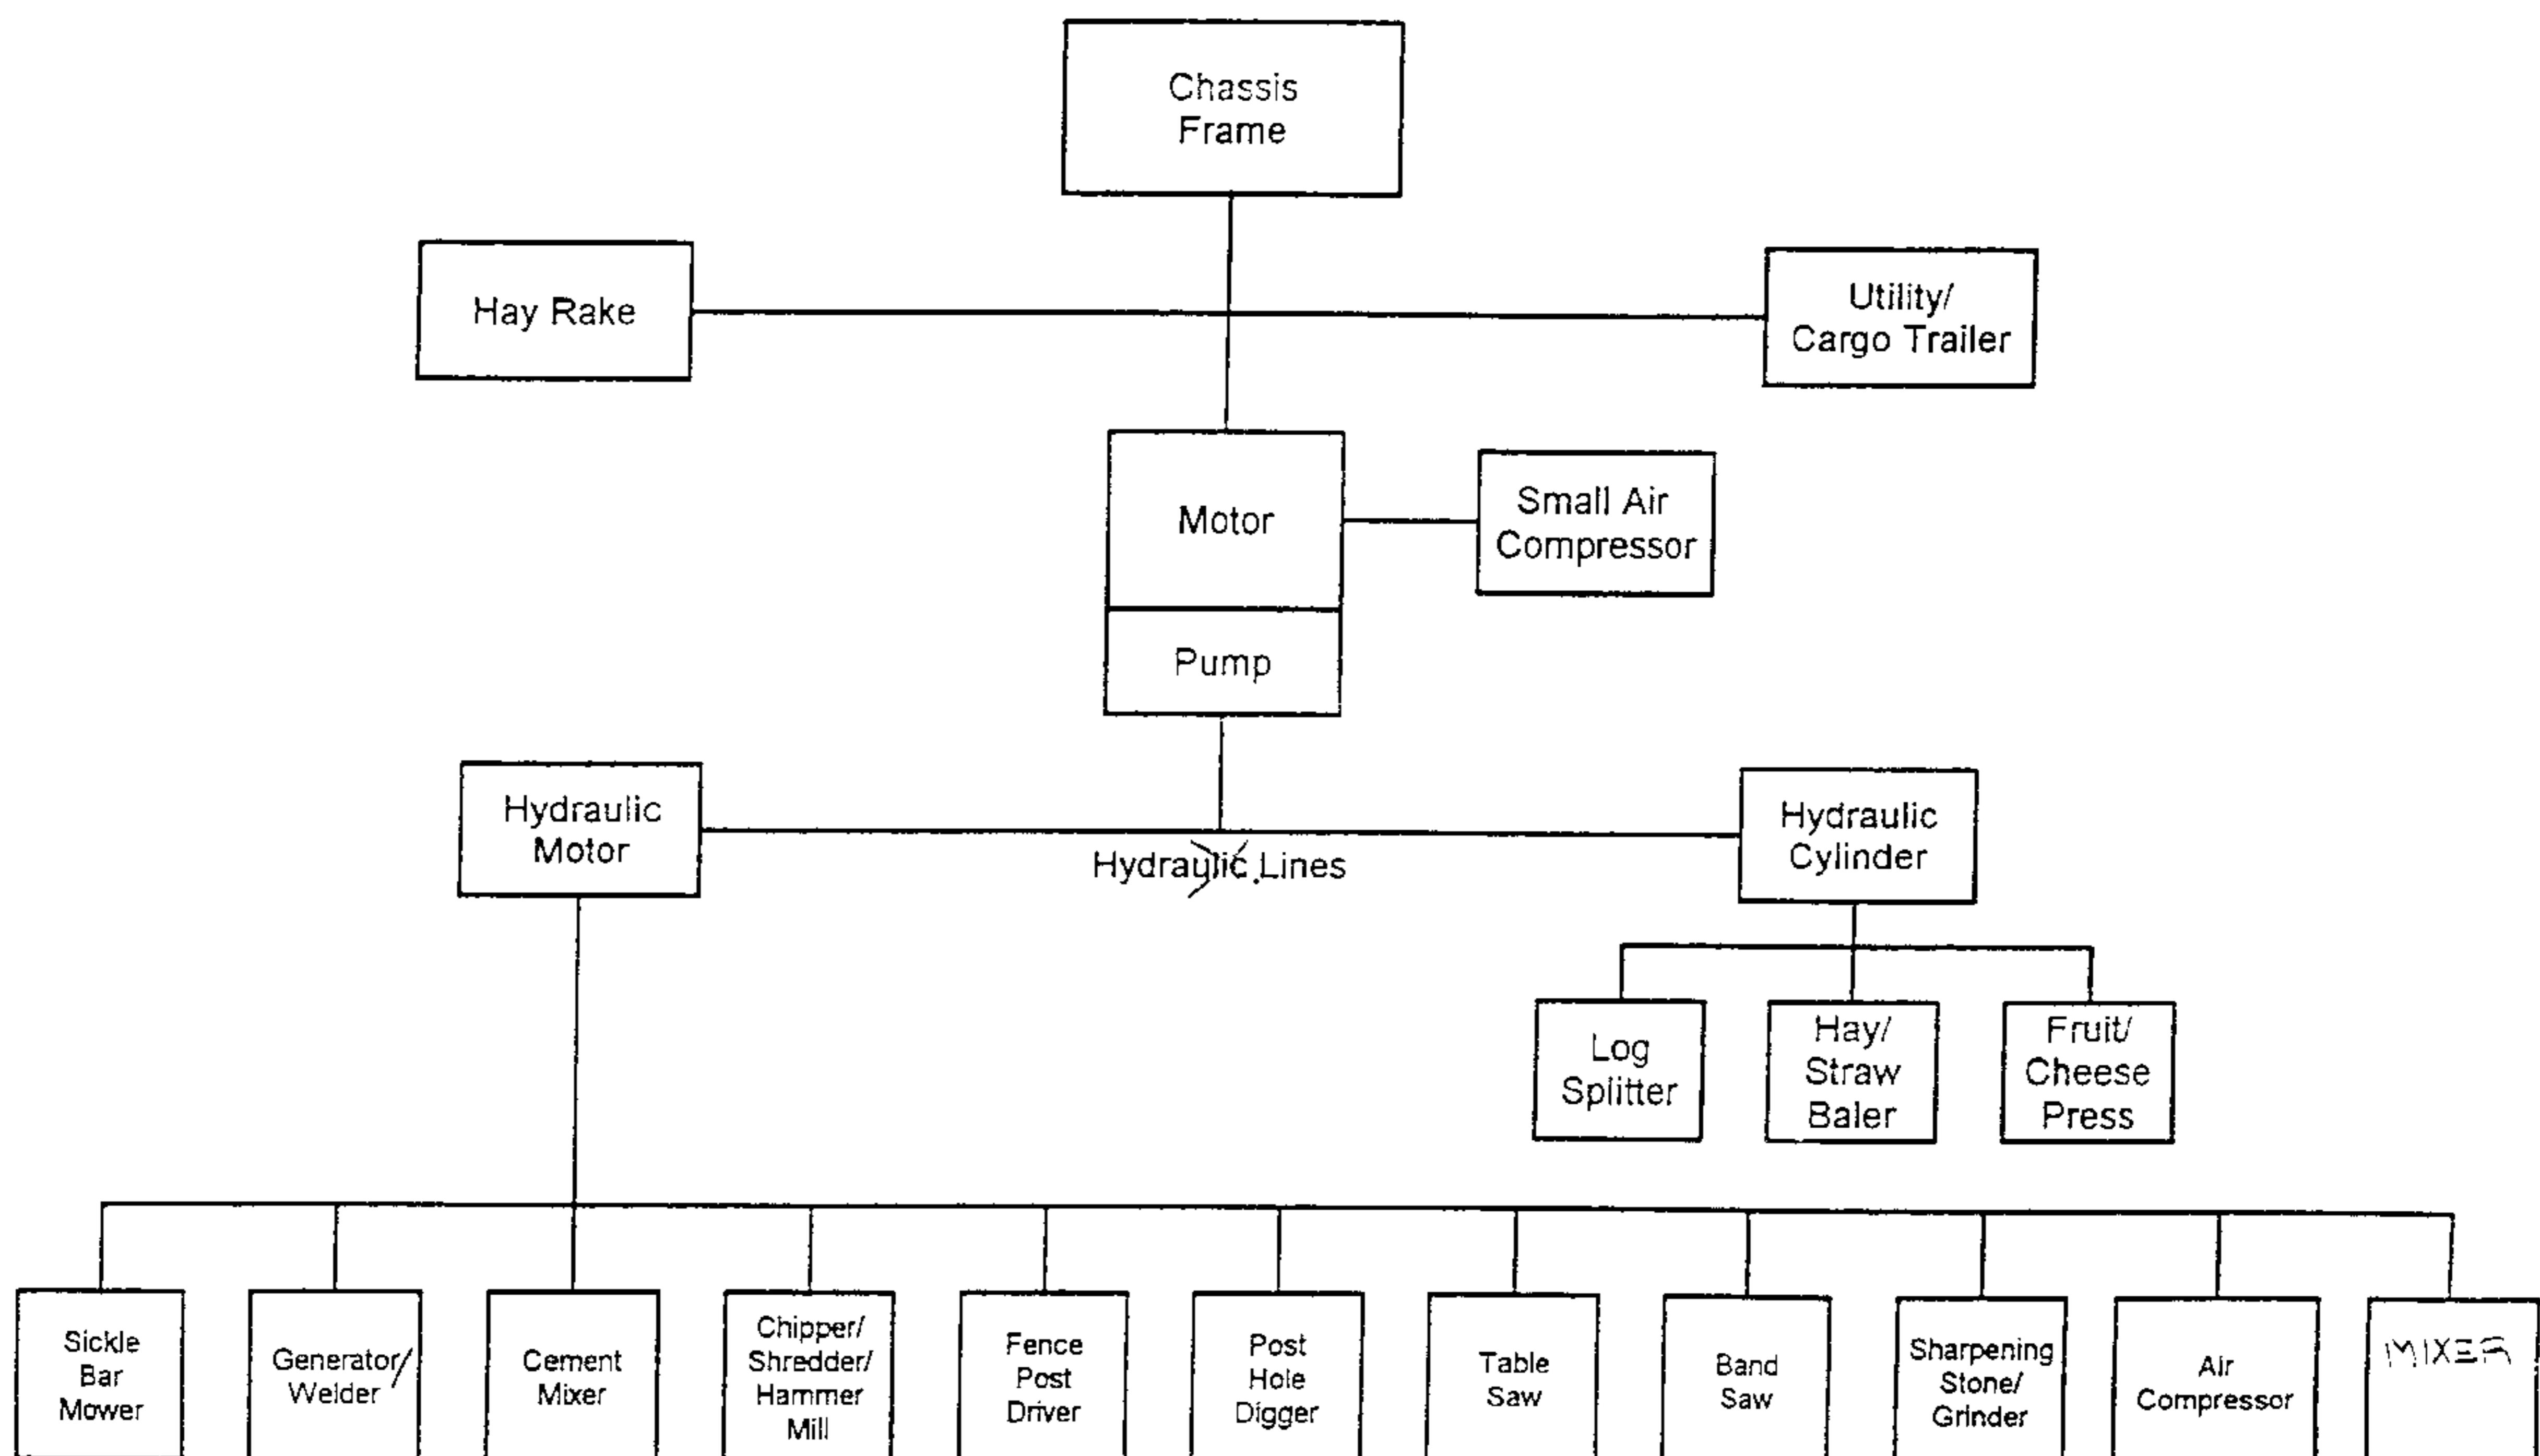 Chassis
Frame
Hay Rake
Utility/
Cargo Trailer
Motor
Small Air
Compressor
Pump
Hydraulic
Motor
Hydraulic Lines
Hydraulic
Cylinder
Log
Splitter
Hay/
Straw
Baler
Fruit/
Cheese
Press
Sickle
Bar
Mower
Generator/
Welder
Cement
Mixer
Chipper/
Shredder/
Hammer
Mill
Fence
Post
Driver
Post
Hole
Digger
Table
Saw
Band
Saw
Sharpening
Stone/
Grinder
Air
Compressor
MIXER